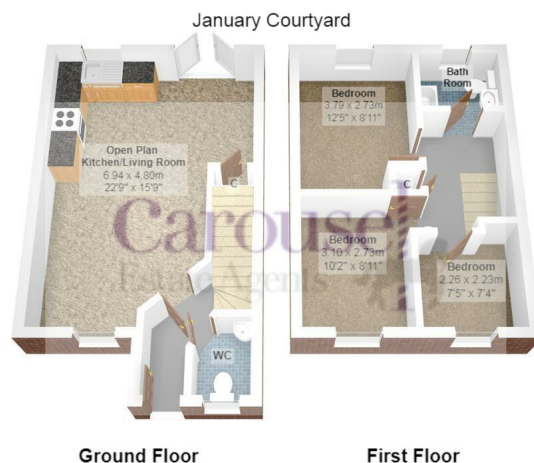 January Courtyard
Open Plan
Kitchen/Living Room
6.94 x 4.80m
22'9" x 15'9"
C
WC
Bedroom
3.79 x 2.73m
12'5" x 8'11"
Bath
Room
C
Bedroom
3.10 x 2.73m
10'2" x 8'11"
Bedroom
2.26 x 2.23m
7'5" x 7'4"
Carousel
Estate Agents
Ground Floor
First Floor